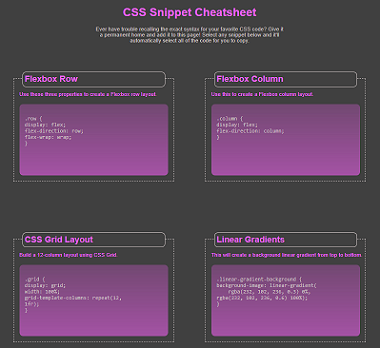 CSS Snippet Cheatsheet
Ever have trouble recalling the exact syntax for your favorite CSS code? Give it
a permanent home and add it to this page! Select any snippet below and it'll
automatically select all of the code for you to copy.
Flexbox Row
Use these three properties to create a Flexbox row layout.
.row {
display: flex;
flex-direction: row;
flex-wrap: wrap;
}
Flexbox Column
Use this to create a Flexbox column layout.
.column {
display: flex;
flex-direction: column;
}
CSS Grid Layout
Build a 12-column layout using CSS Grid.
.grid {
display: grid;
width: 100%;
grid-template-columns: repeat(12,
1fr);
}
Linear Gradients
This will create a background linear gradient from top to bottom.
.linear-gradient-background {
background-image: linear-gradient(
rgba(232, 102, 236, 0.3) 0%,
rgba(232, 102, 236, 0.6) 100%);
}